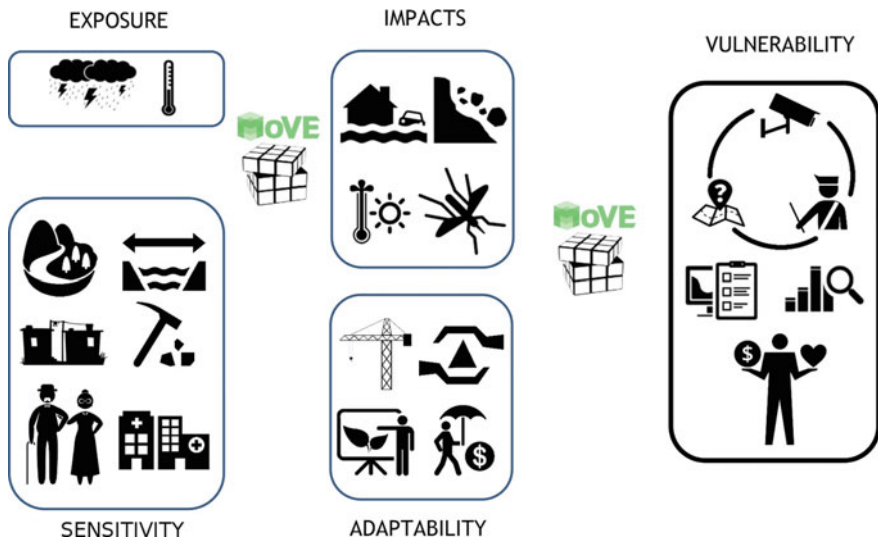 EXPOSURE
IMPACTS
VULNERABILITY
MOVE
MOVE
?
$
$
SENSITIVITY
ADAPTABILITY